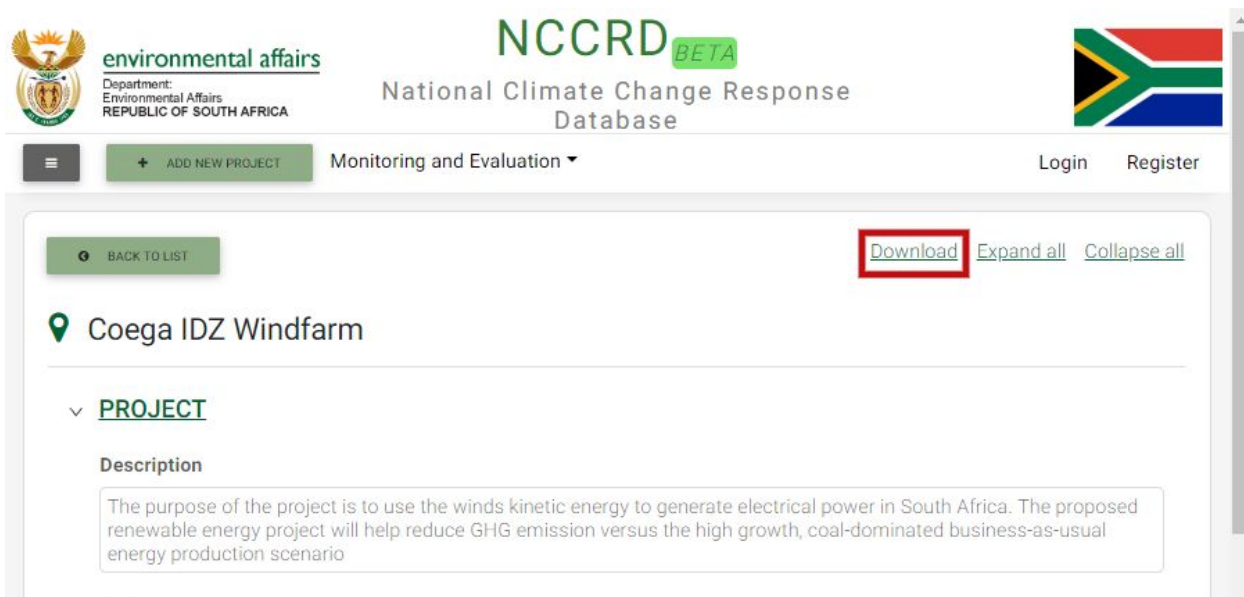 environmental affairs
Department:
Environmental Affairs
REPUBLIC OF SOUTH AFRICA
NCCRD BETA
National Climate Change Response
Database
ADD NEW PROJECT
Monitoring and Evaluation
Login
Register
BACK TO LIST
Download
Expand all
Collapse all
Coega IDZ Windfarm
PROJECT
Description
The purpose of the project is to use the winds kinetic energy to generate electrical power in South Africa. The proposed
renewable energy project will help reduce GHG emission versus the high growth, coal-dominated business-as-usual
energy production scenario